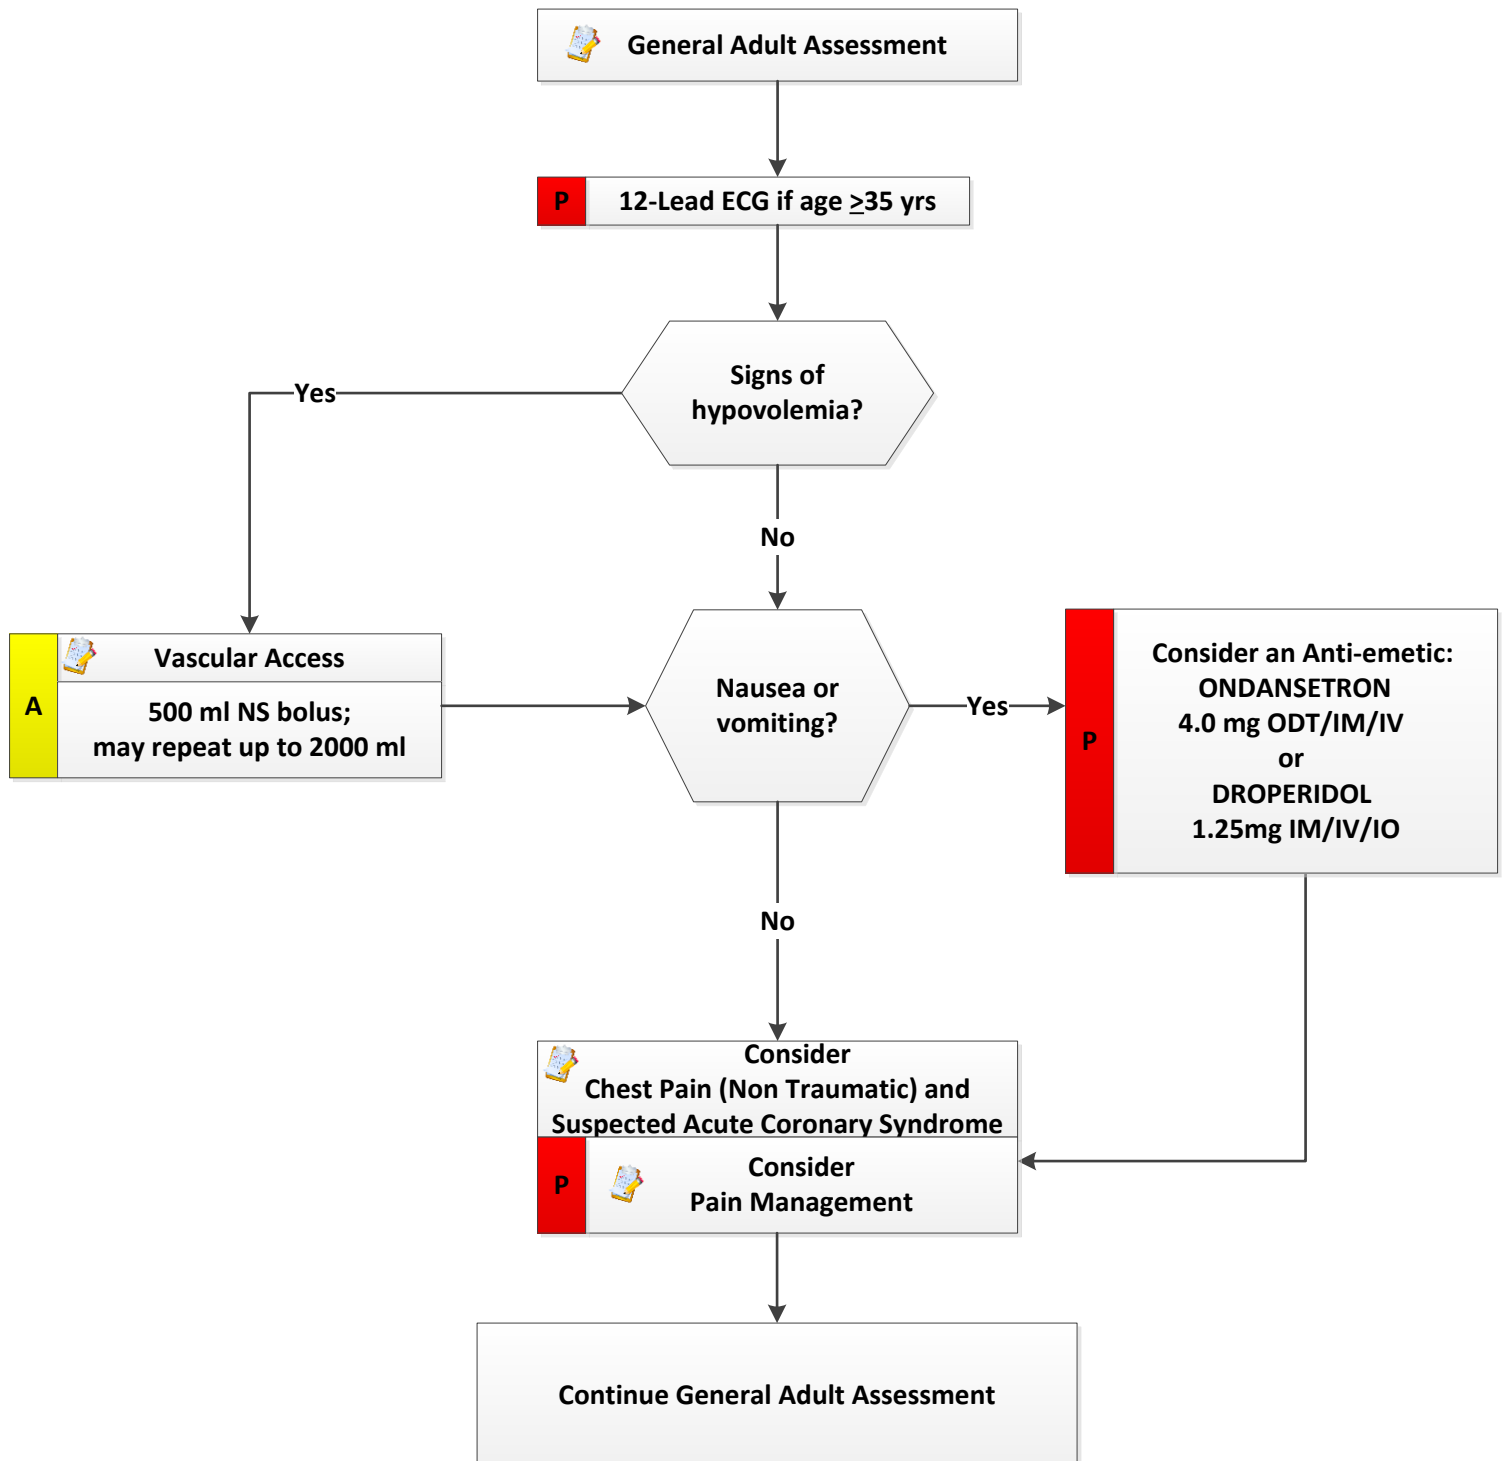 General Adult Assessment
P
12-Lead ECG if age ≥35 yrs
Signs of
hypovolemia?
Yes
No
A
Vascular Access
500 ml NS bolus;
may repeat up to 2000 ml
Nausea or
vomiting?
Yes
P
Consider an Anti-emetic:
ONDANSETRON
4.0 mg ODT/IM/IV
or
DROPERIDOL
1.25mg IM/IV/IO
No
Consider
Chest Pain (Non Traumatic) and
Suspected Acute Coronary Syndrome
P
Consider
Pain Management
Continue General Adult Assessment